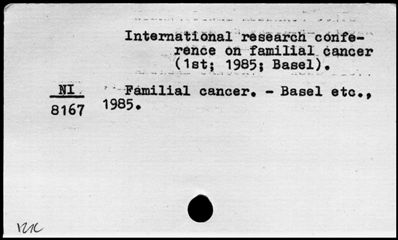 International research confe-
rence on familial cancer
(1st; 1985; Basel).
NI
8167
Familial cancer. - Basel etc.,
1985.